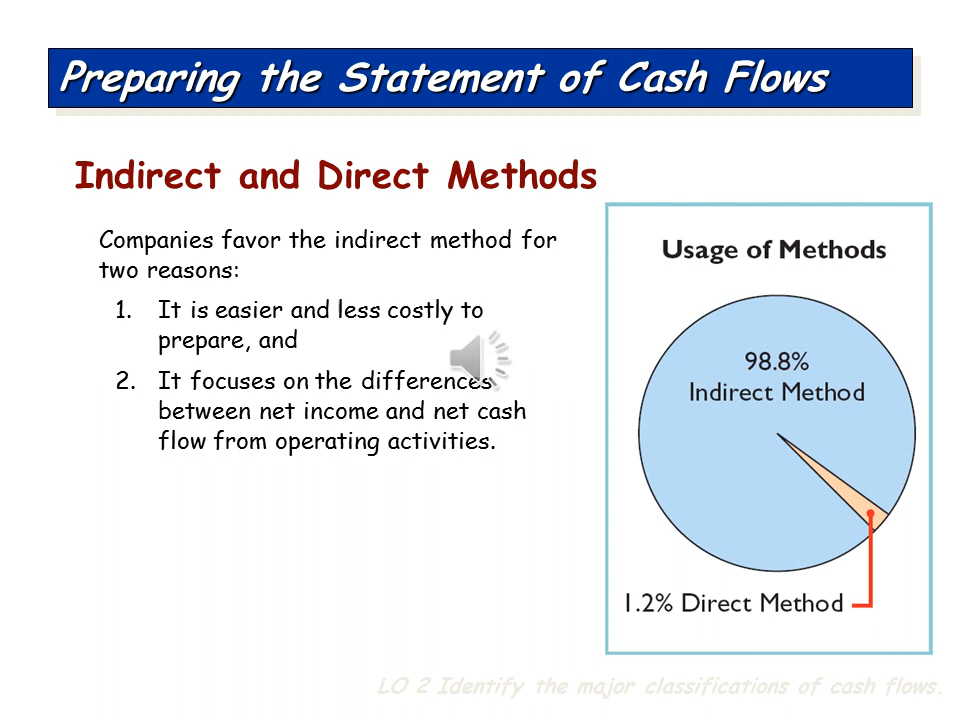 Preparing the Statement of Cash Flows
Indirect and Direct Methods
Companies favor the indirect method for
two reasons:
1. It is easier and less costly to
prepare, and
2. It focuses on the differences
between net income and net cash
flow from operating activities.
Usage of Methods
98.8%
Indirect Method
1.2% Direct Method
LO 2 Identify the major classifications of cash flows.